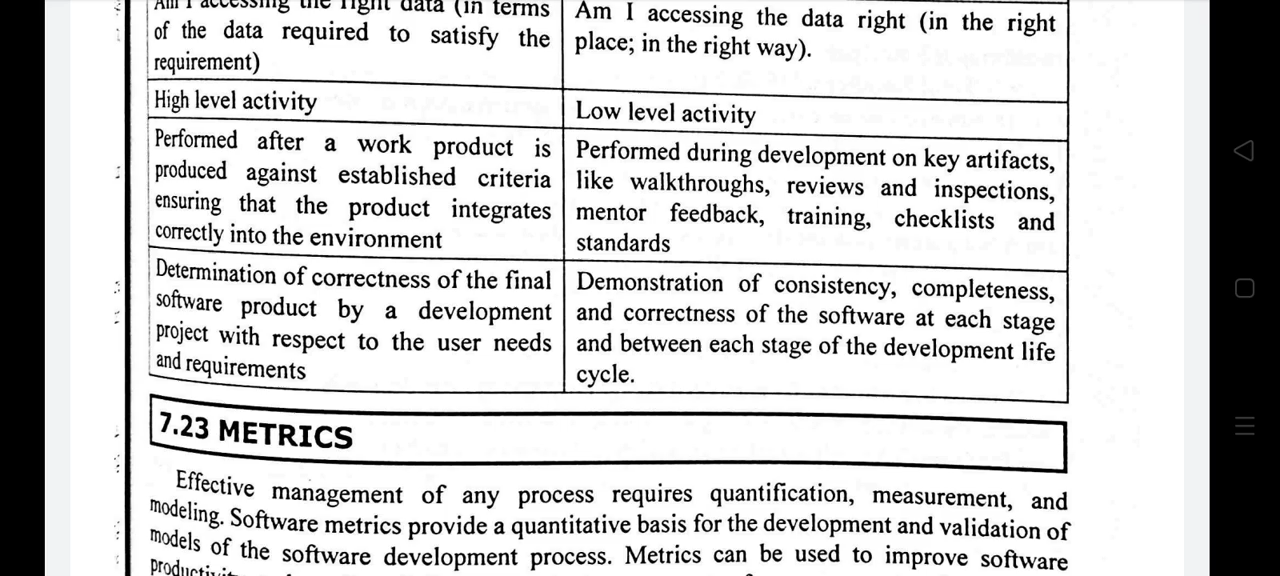 Am I accessing the right data (in terms
of the data required to satisfy the
requirement)
Am I accessing the data right (in the right
place; in the right way).
High level activity
Low level activity
Performed after a work product is
produced against established criteria
ensuring that the product integrates
correctly into the environment
Performed during development on key artifacts,
like walkthroughs, reviews and inspections,
mentor feedback, training, checklists and
standards
Determination of correctness of the final
software product by a development
project with respect to the user needs
and requirements
Demonstration of consistency, completeness,
and correctness of the software at each stage
and between each stage of the development life
cycle.
7.23 METRICS
Effective management of any process requires quantification, measurement, and
modeling. Software metrics provide a quantitative basis for the development and validation of
models of the software development process. Metrics can be used to improve software